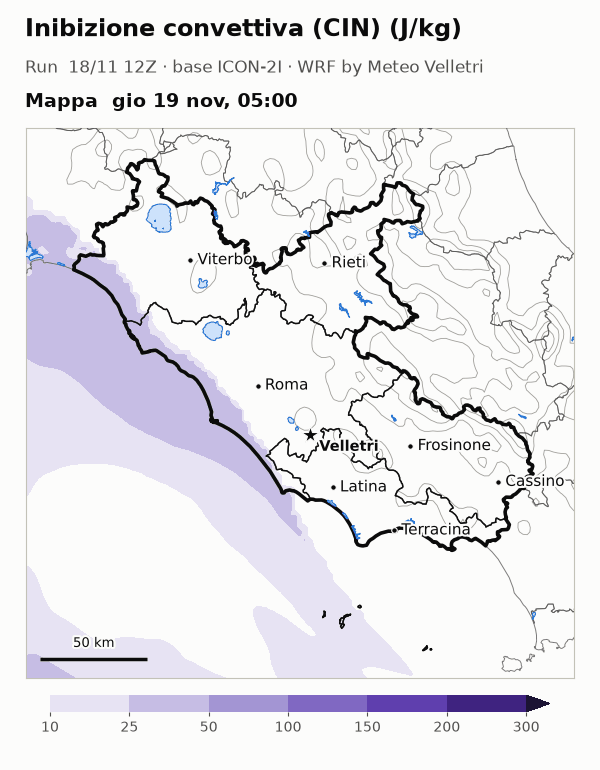 Inibizione convettiva (CIN) (J/kg)
Run 18/11 12Z · base ICON-2I · WRF by Meteo Velletri
Mappa gio 19 nov, 05:00
Viterbo
Rieti
Roma
Velletri
Frosinone
Cassino
Latina
Terracina
50 km
10 25 50 100 150 200 300